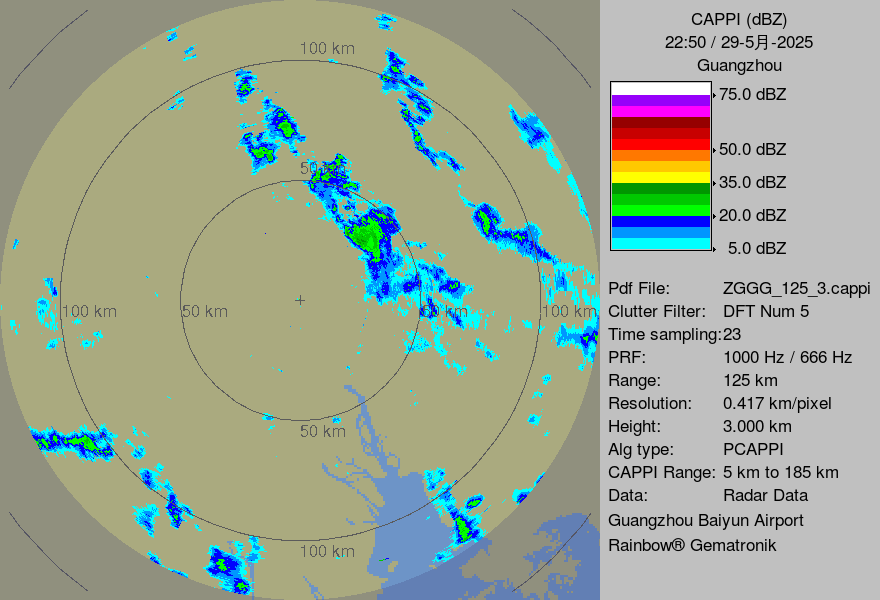 CAPPI (dBZ)
22:50 / 29-5月-2025
Guangzhou
75.0 dBZ
50.0 dBZ
35.0 dBZ
20.0 dBZ
5.0 dBZ
100 km
50 km
100 km
50 km
50 km
100 km
50 km
100 km
Pdf File: ZGGG_125_3.cappi
Clutter Filter: DFT Num 5
Time sampling:23
PRF: 1000 Hz / 666 Hz
Range: 125 km
Resolution: 0.417 km/pixel
Height: 3.000 km
Alg type: PCAPPI
CAPPI Range: 5 km to 185 km
Data: Radar Data
Guangzhou Baiyun Airport
Rainbow® Gematronik